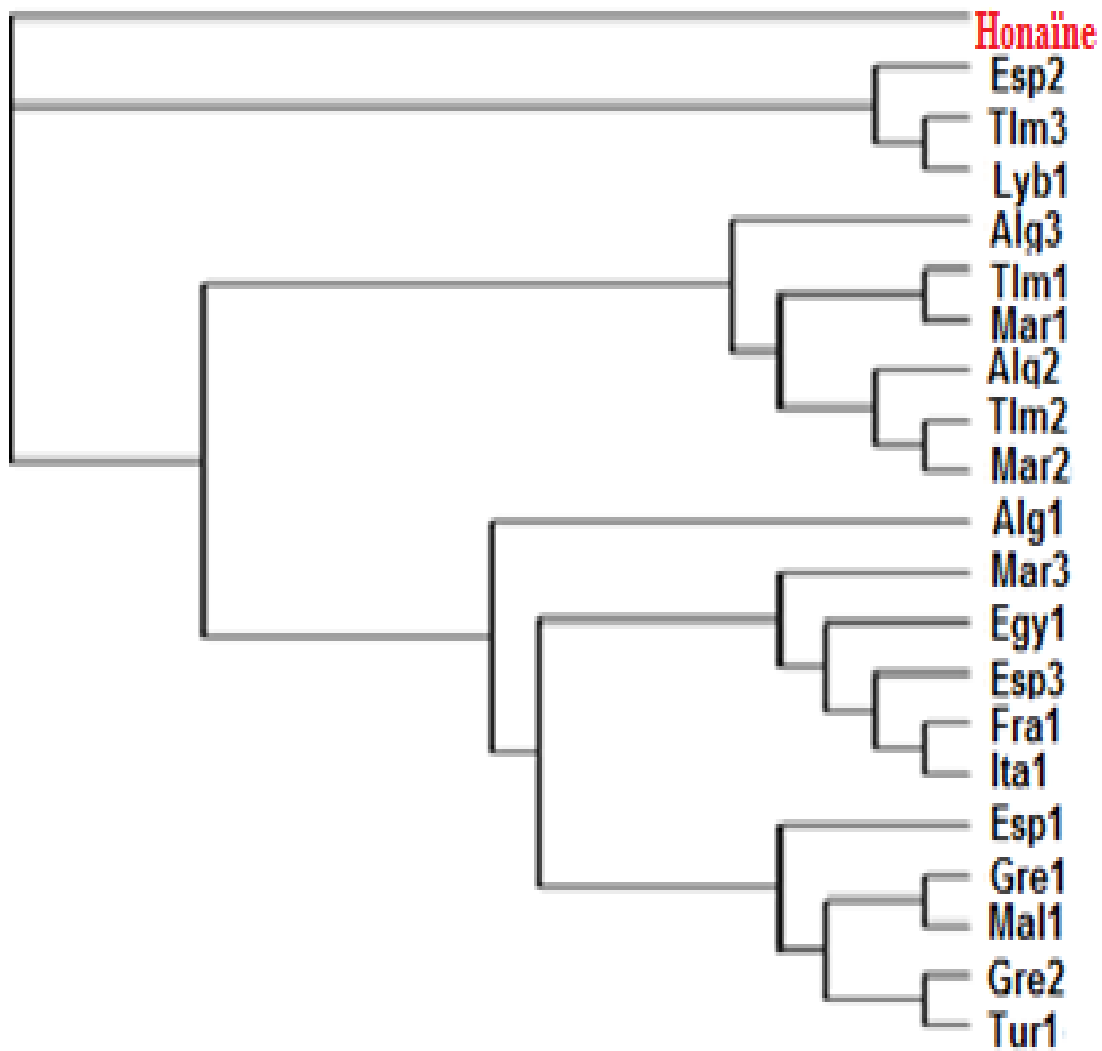 Honaïne
Esp2
Tlm3
Lyb1
Alg3
Tlm1
Mar1
Alg2
Tlm2
Mar2
Alg1
Mar3
Egy1
Esp3
Fra1
Ita1
Esp1
Gre1
Mal1
Gre2
Tur1